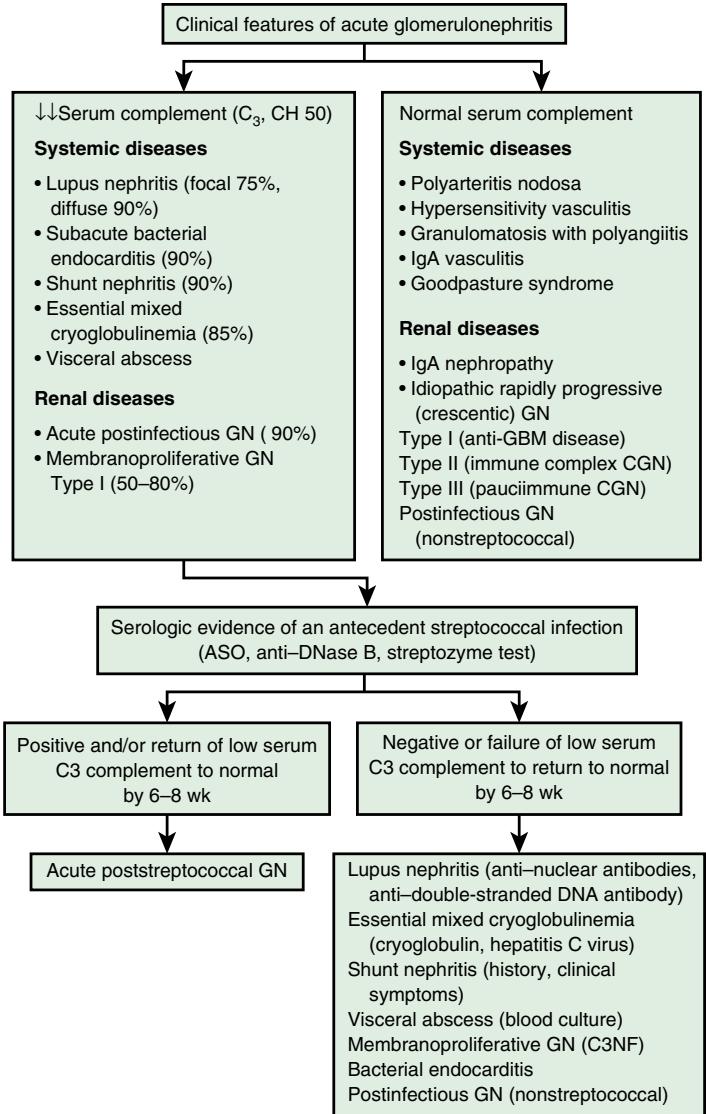 Clinical features of acute glomerulonephritis
↓↓Serum complement (C3, CH 50)
Systemic diseases
• Lupus nephritis (focal 75%,
diffuse 90%)
• Subacute bacterial
endocarditis (90%)
• Shunt nephritis (90%)
• Essential mixed
cryoglobulinemia (85%)
• Visceral abscess
Renal diseases
• Acute postinfectious GN ( 90%)
• Membranoproliferative GN
Type I (50–80%)
Normal serum complement
Systemic diseases
• Polyarteritis nodosa
• Hypersensitivity vasculitis
• Granulomatosis with polyangiitis
• IgA vasculitis
• Goodpasture syndrome
Renal diseases
• IgA nephropathy
• Idiopathic rapidly progressive
(crescentic) GN
Type I (anti-GBM disease)
Type II (immune complex CGN)
Type III (pauciimmune CGN)
Postinfectious GN
(nonstreptococcal)
Serologic evidence of an antecedent streptococcal infection
(ASO, anti–DNase B, streptozyme test)
Positive and/or return of low serum
C3 complement to normal
by 6–8 wk
Negative or failure of low serum
C3 complement to return to normal
by 6–8 wk
Acute poststreptococcal GN
Lupus nephritis (anti–nuclear antibodies,
anti–double-stranded DNA antibody)
Essential mixed cryoglobulinemia
(cryoglobulin, hepatitis C virus)
Shunt nephritis (history, clinical
symptoms)
Visceral abscess (blood culture)
Membranoproliferative GN (C3NF)
Bacterial endocarditis
Postinfectious GN (nonstreptococcal)